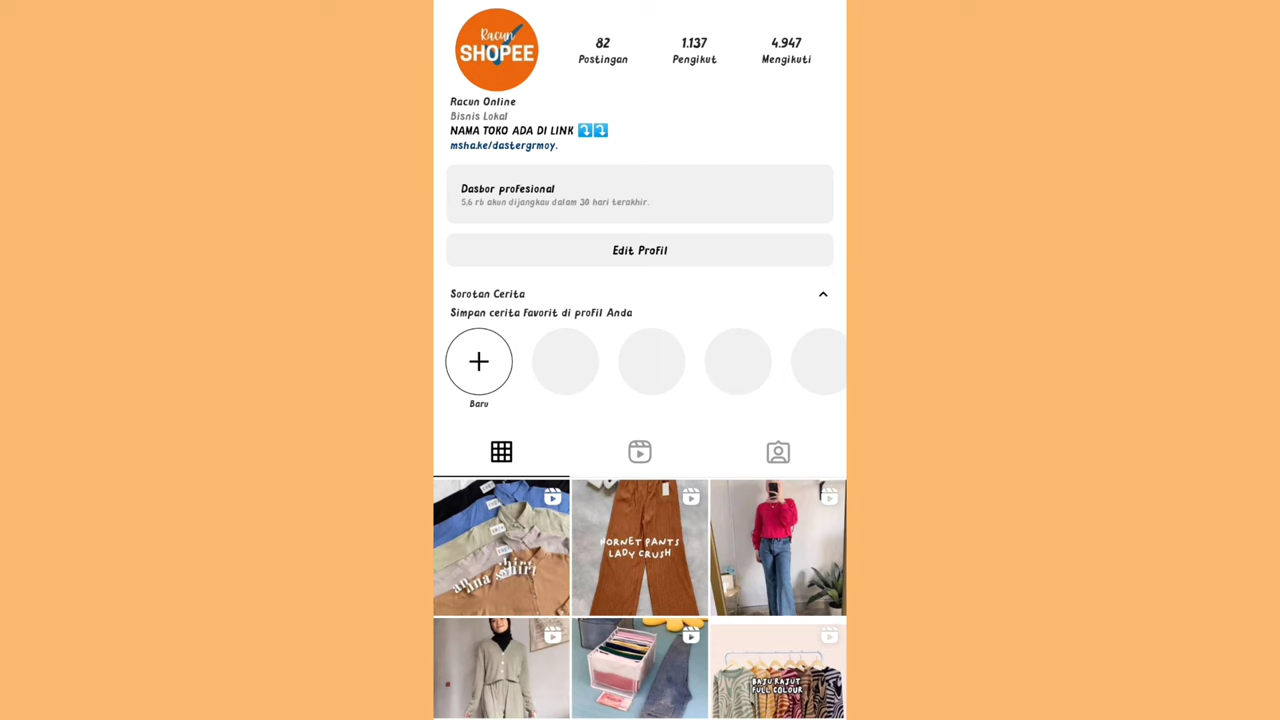 Racun
SHOPEE
82
Postingan
1.137
Pengikut
4.947
Mengikuti
Racun Online
Bisnis Lokal
NAMA TOKO ADA DI LINK ⤵️⤵️
msha.ke/dastergrmoy.
Dasbor profesional
5.6 rb akun dijangkau dalam 30 hari terakhir.
Edit Profil
Sorotan Cerita
Simpan cerita favorit di profil Anda
Baru
HORNET PANTS
LADY CRUSH
BAJU RAJUT
FULL COLOUR